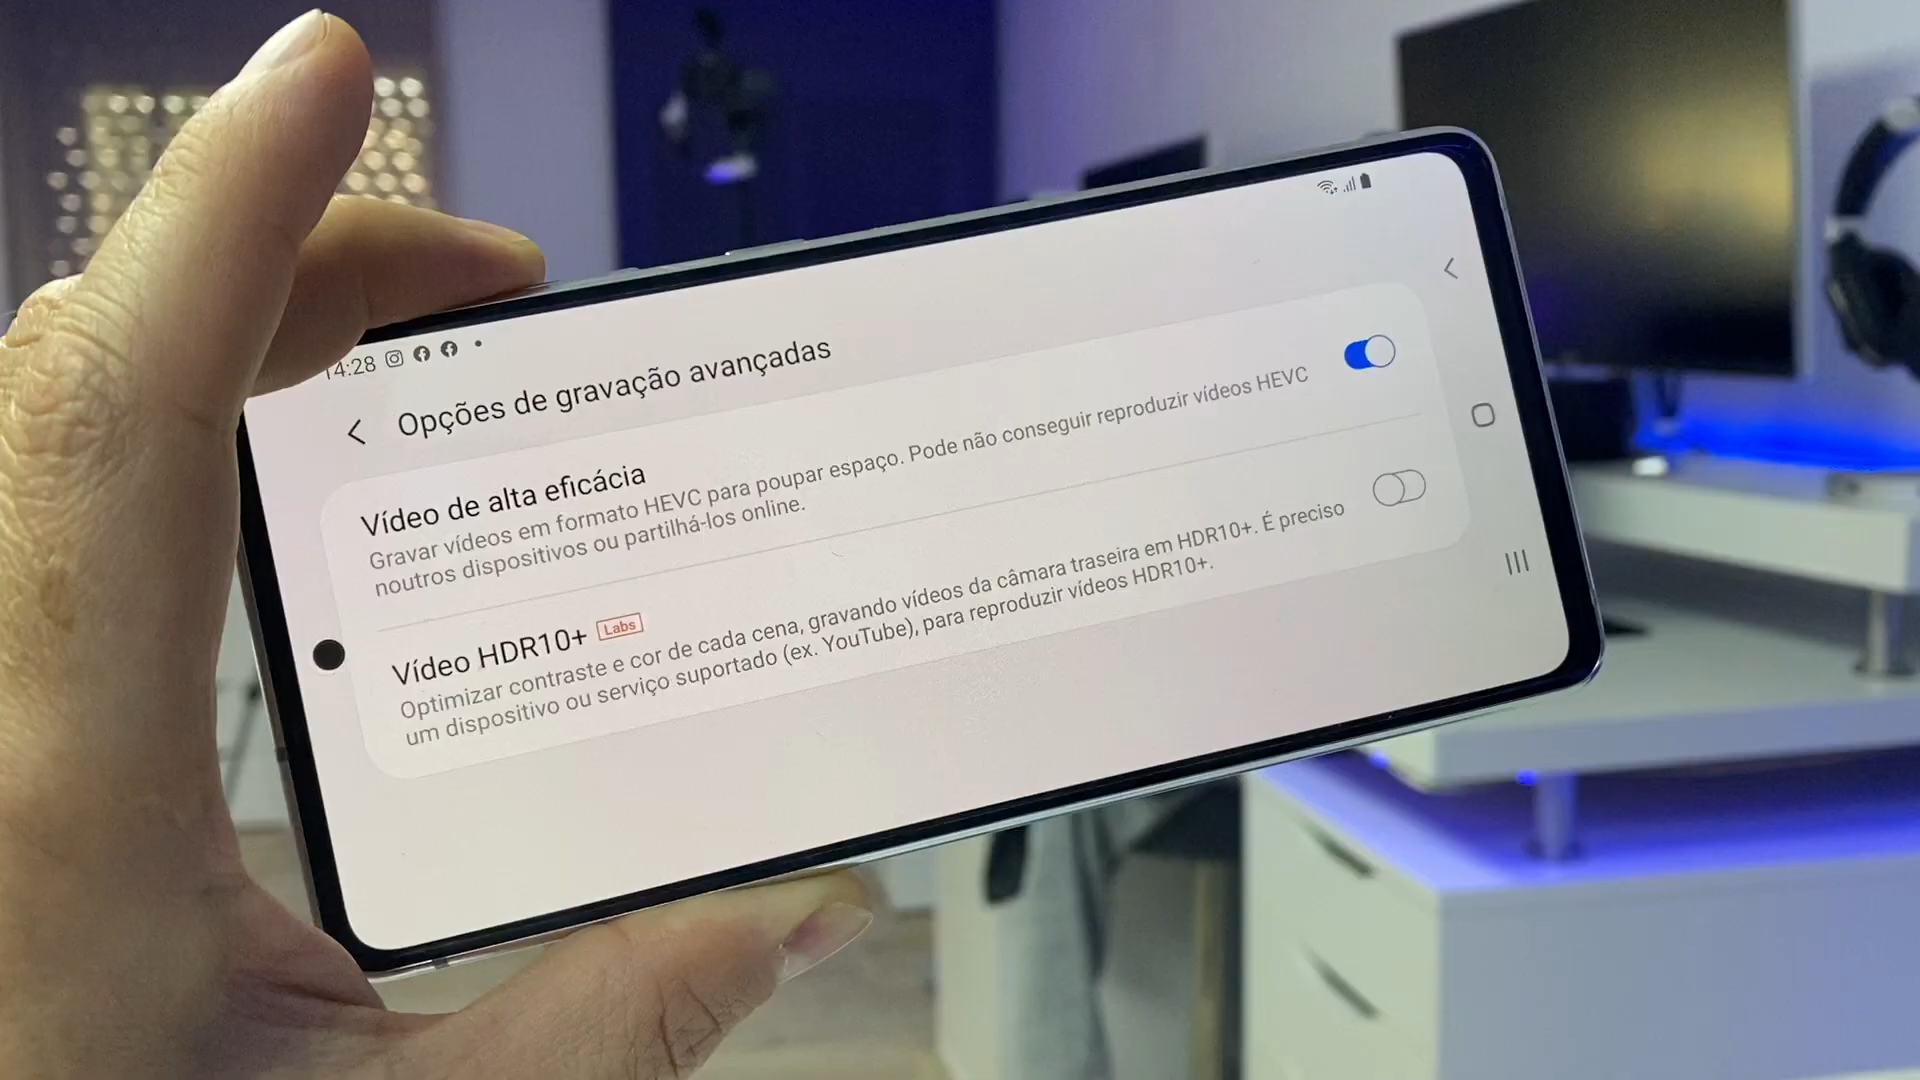 14:28
Opções de gravação avançadas
Vídeo de alta eficácia
Gravar vídeos em formato HEVC para poupar espaço. Pode não conseguir reproduzir vídeos HEVC
noutros dispositivos ou partilhá-los online.
Vídeo HDR10+ Labs
Optimizar contraste e cor de cada cena, gravando vídeos da câmara traseira em HDR10+. É preciso
um dispositivo ou serviço suportado (ex. YouTube), para reproduzir vídeos HDR10+.